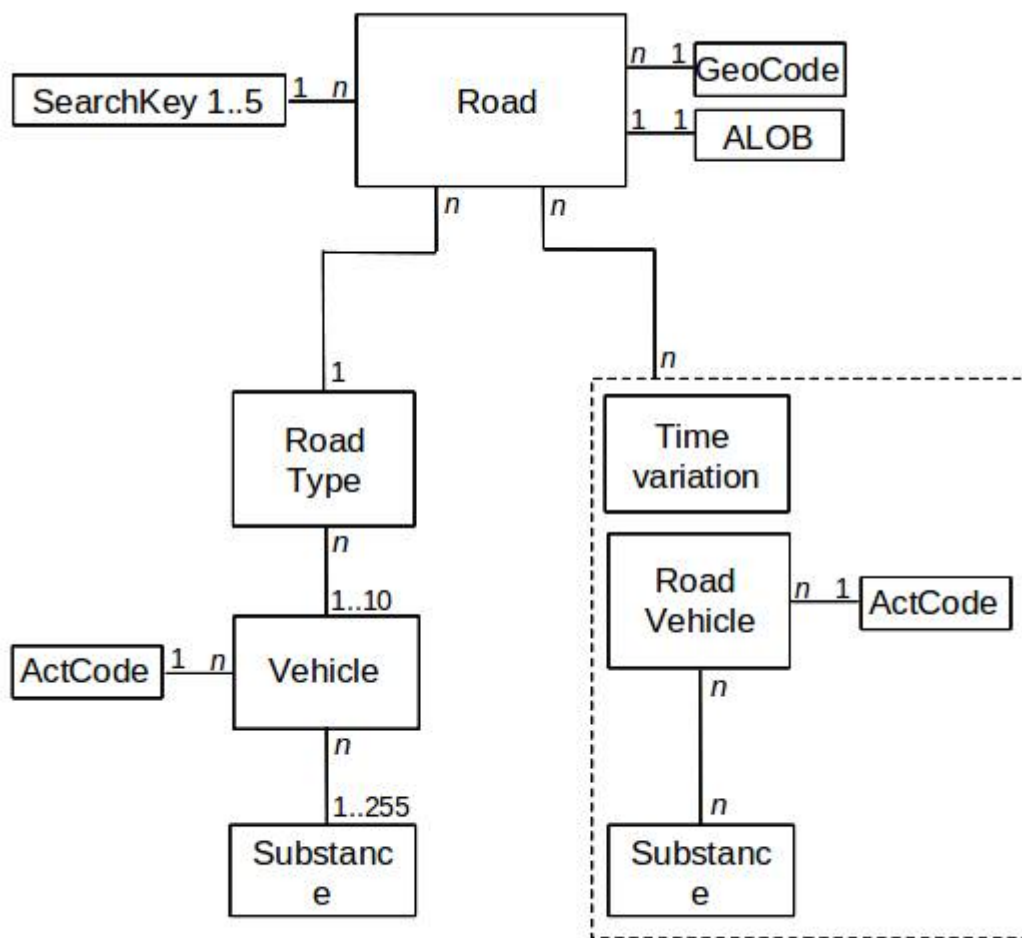 Road
n 1
GeoCode
SearchKey 1..5
1 n
1 1
ALOB
n
n
1
n
Road
Type
Time
variation
n
1..10
Road
Vehicle
n 1
ActCode
ActCode
1 n
Vehicle
n
n
1..255
n
Substanc
e
Substanc
e